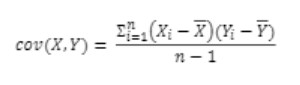 cov(X,Y) = Σⁿᵢ₌₁(Xᵢ − X̅)(Yᵢ − Y̅) / n − 1